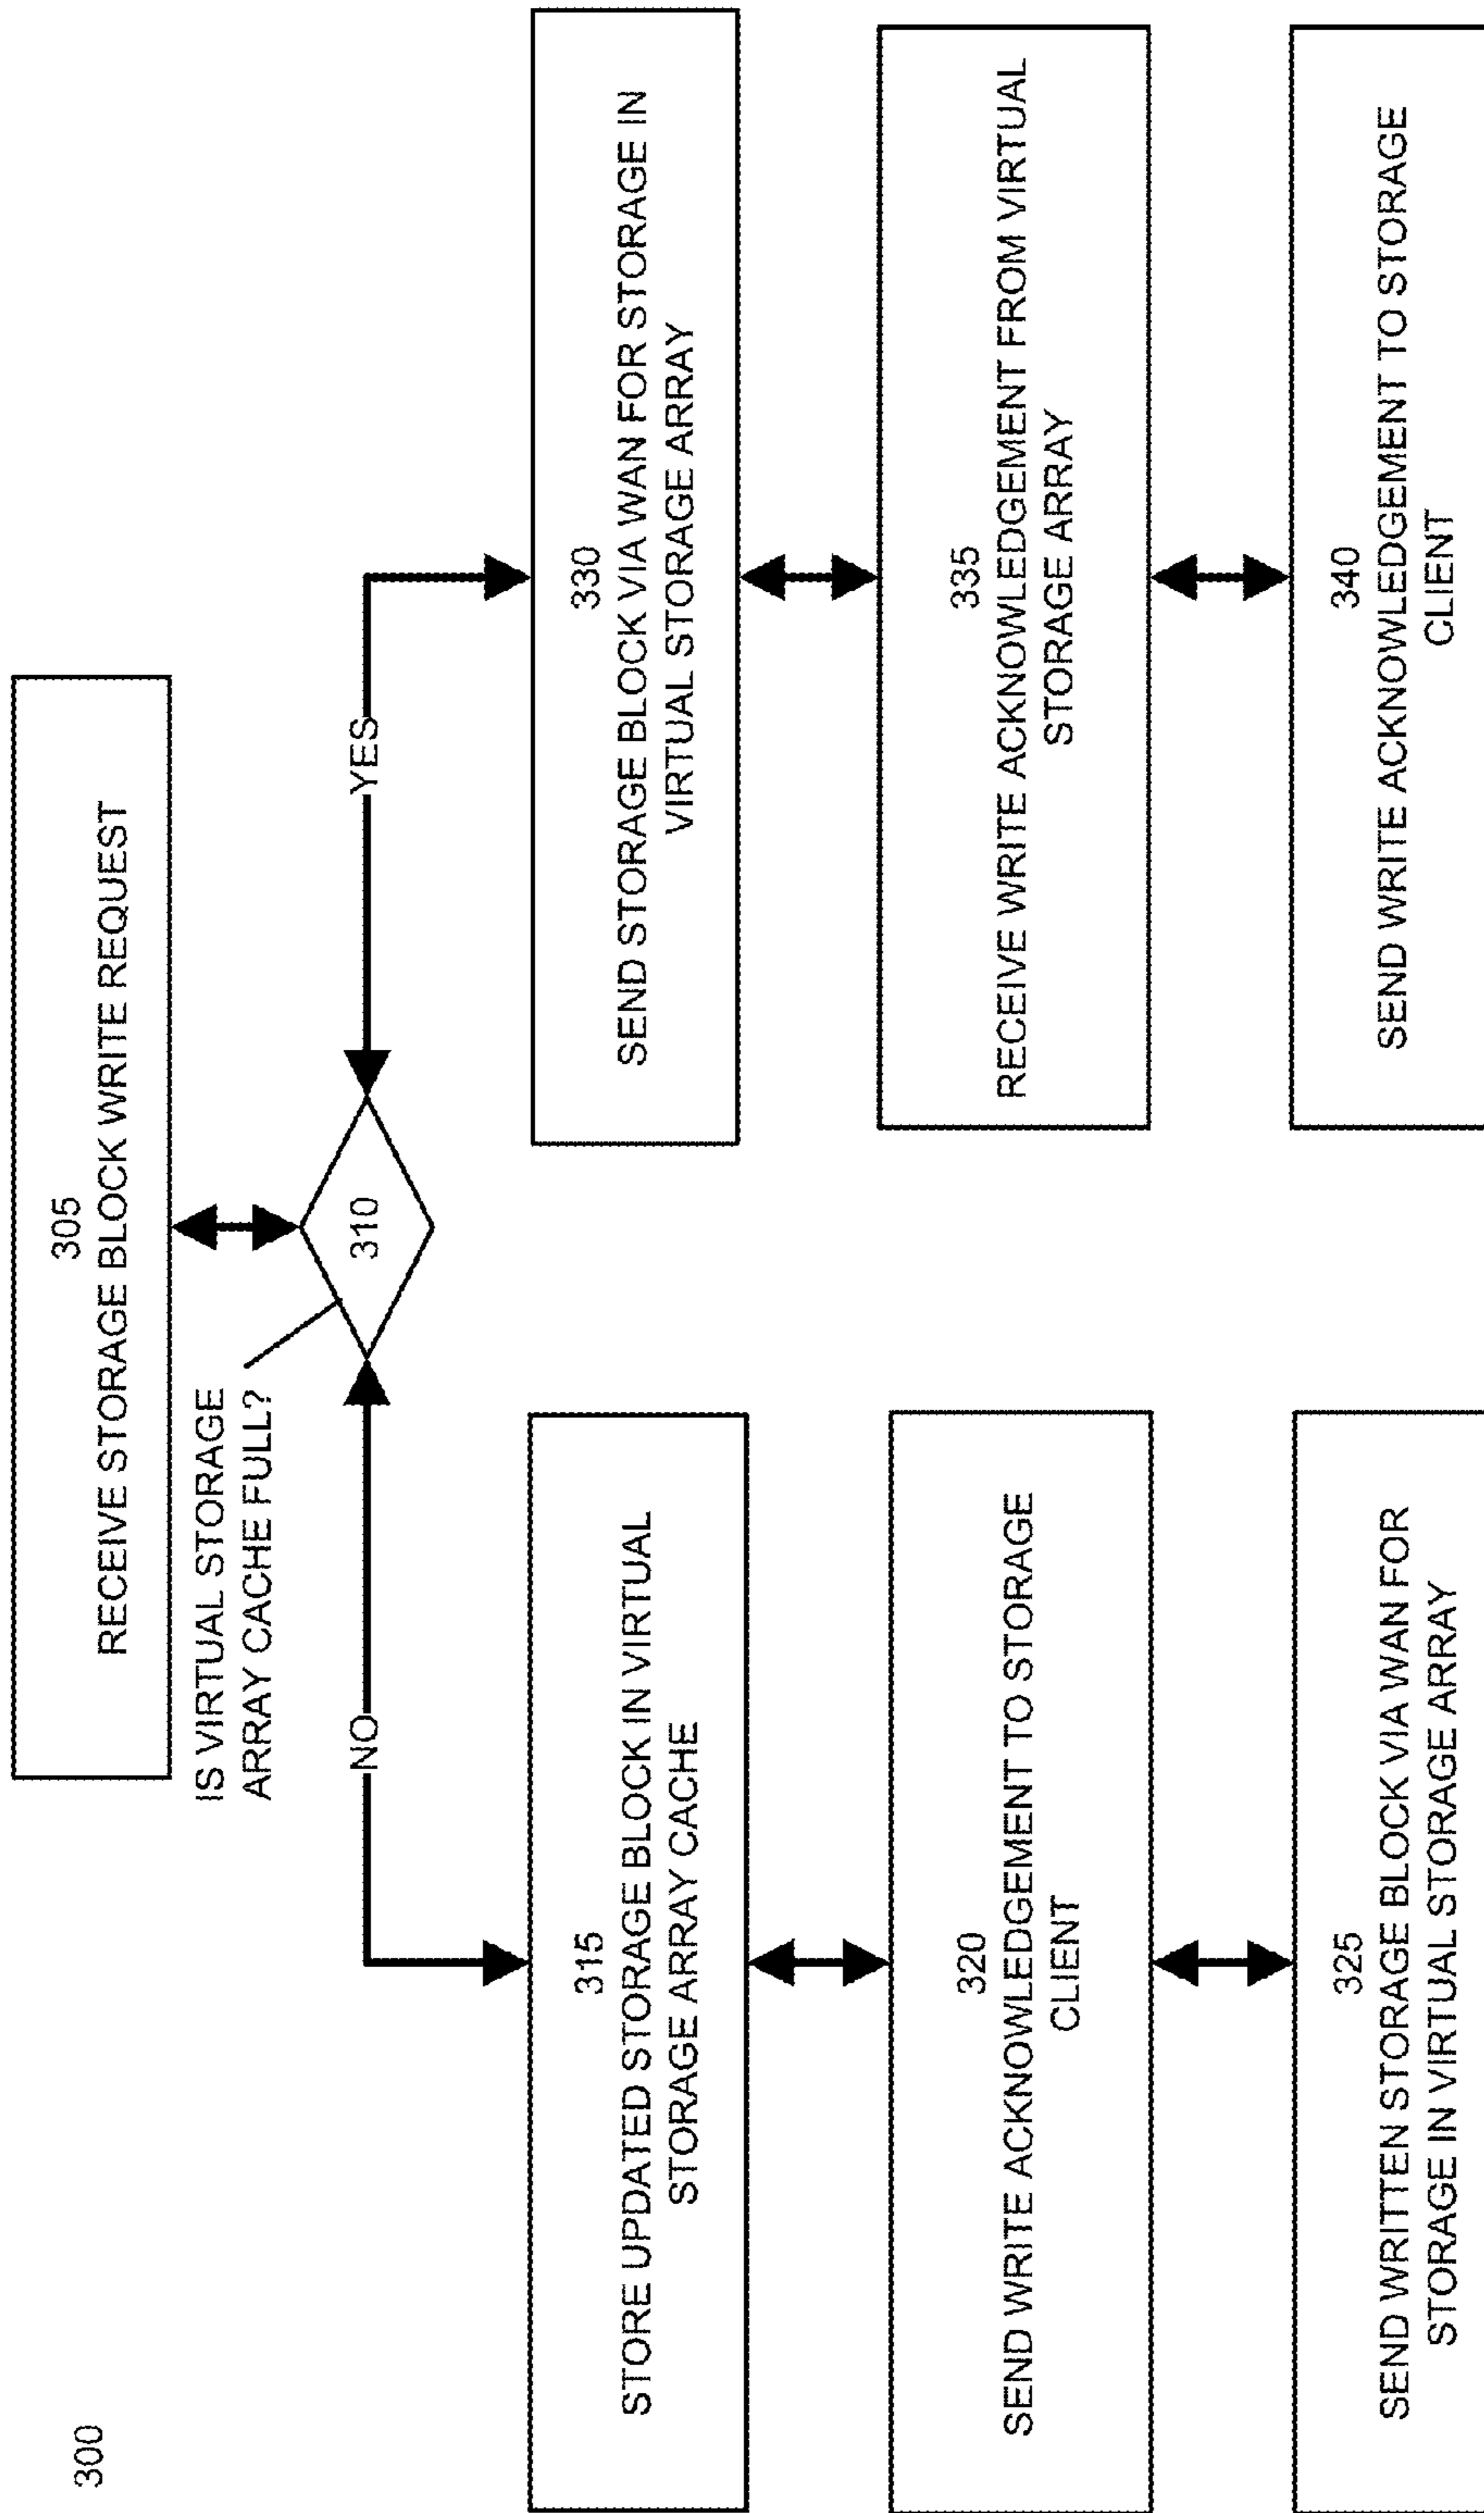 300
305
RECEIVE STORAGE BLOCK WRITE REQUEST
IS VIRTUAL STORAGE
ARRAY CACHE FULL?
310
NO
YES
315
STORE UPDATED STORAGE BLOCK IN VIRTUAL
STORAGE ARRAY CACHE
320
SEND WRITE ACKNOWLEDGEMENT TO STORAGE
CLIENT
325
SEND WRITTEN STORAGE BLOCK VIA WAN FOR
STORAGE IN VIRTUAL STORAGE ARRAY
330
SEND STORAGE BLOCK VIA WAN FOR STORAGE IN
VIRTUAL STORAGE ARRAY
335
RECEIVE WRITE ACKNOWLEDGEMENT FROM VIRTUAL
STORAGE ARRAY
340
SEND WRITE ACKNOWLEDGEMENT TO STORAGE
CLIENT